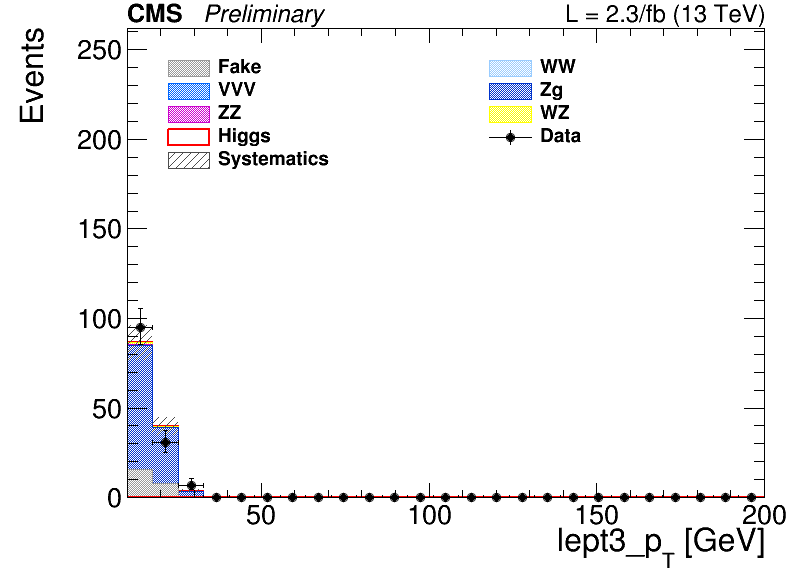 CMS Preliminary L = 2.3/fb (13 TeV)
Events
250
200
150
100
50
0
Fake
VVV
ZZ
Higgs
Systematics
WW
Zg
WZ
Data
50 100 150 200
lept3_p_T [GeV]